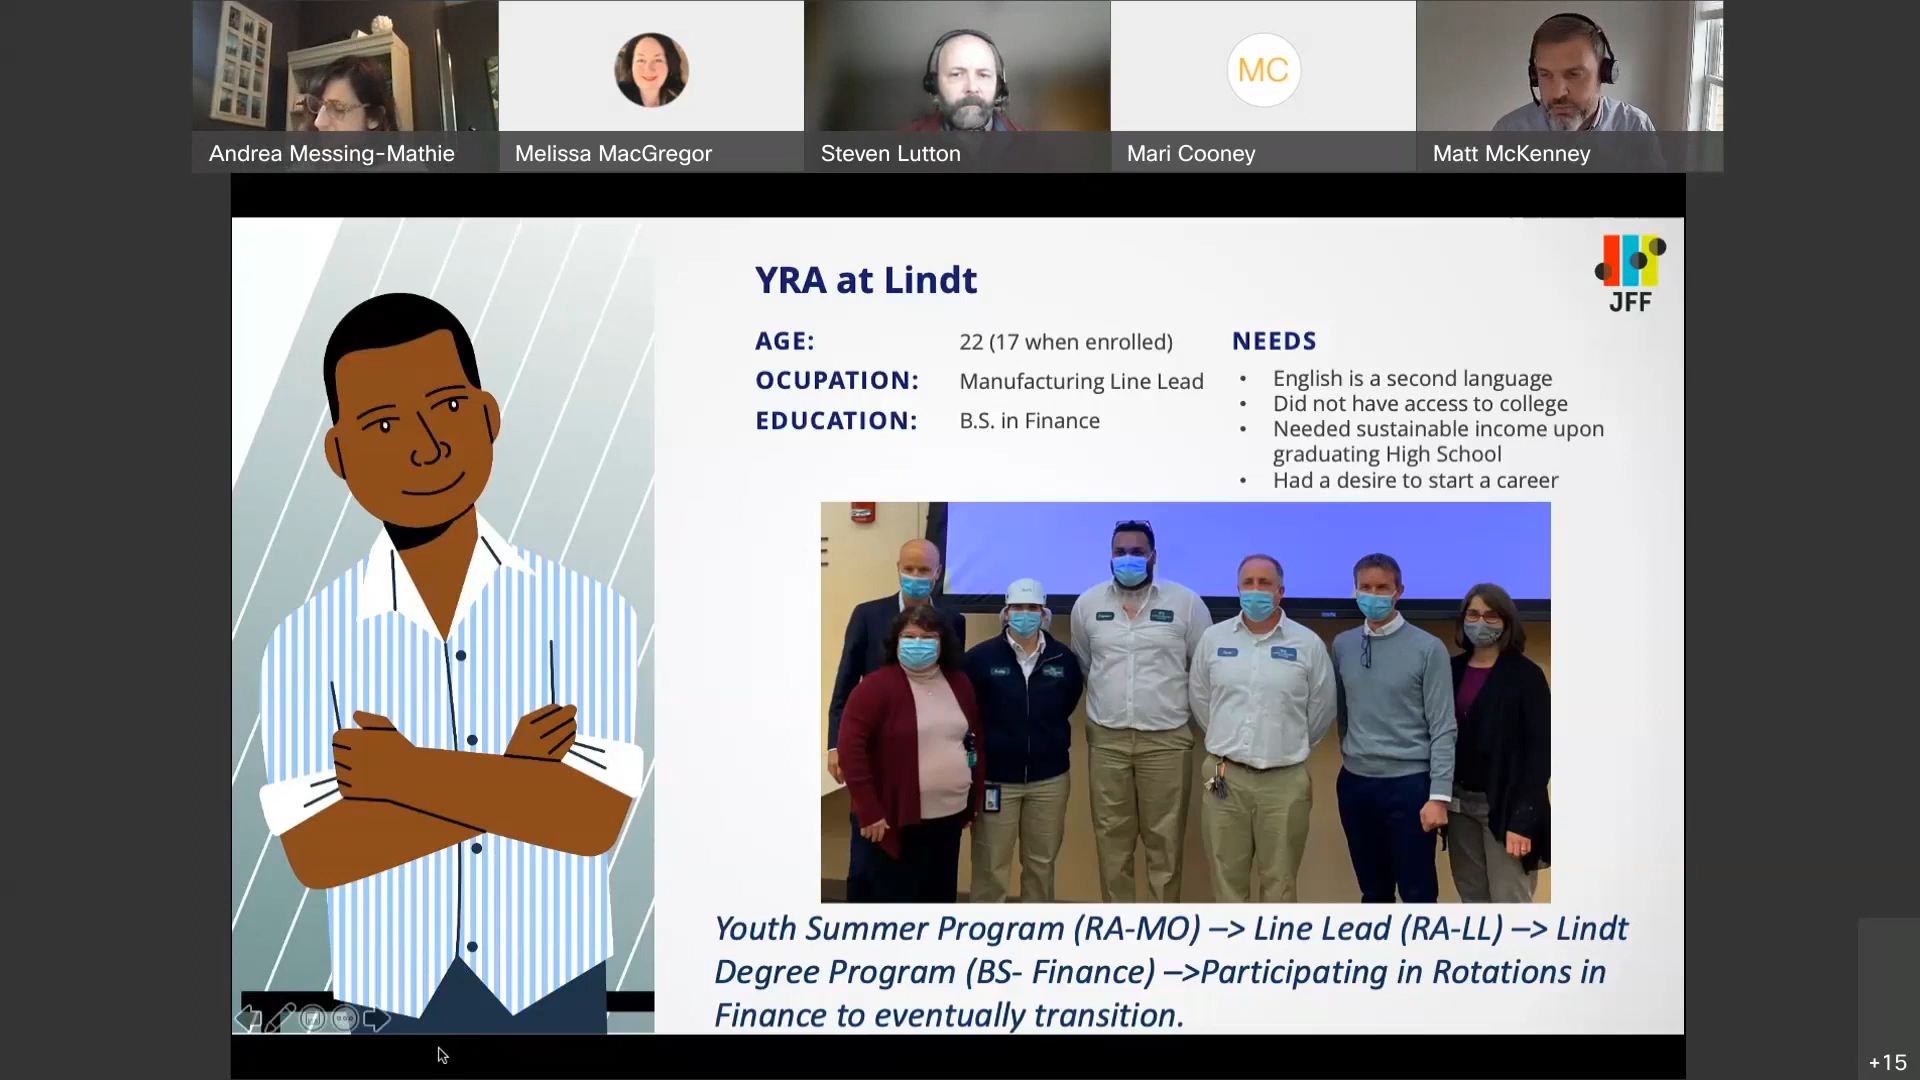 Andrea Messing-Mathie
Melissa MacGregor
Steven Lutton
MC
Mari Cooney
Matt McKenney
JFF
YRA at Lindt
AGE:
22 (17 when enrolled)
OCUPATION:
Manufacturing Line Lead
EDUCATION:
B.S. in Finance
NEEDS
• English is a second language
• Did not have access to college
• Needed sustainable income upon
graduating High School
• Had a desire to start a career
Youth Summer Program (RA-MO) –> Line Lead (RA-LL) –> Lindt
Degree Program (BS- Finance) –>Participating in Rotations in
Finance to eventually transition.
+15